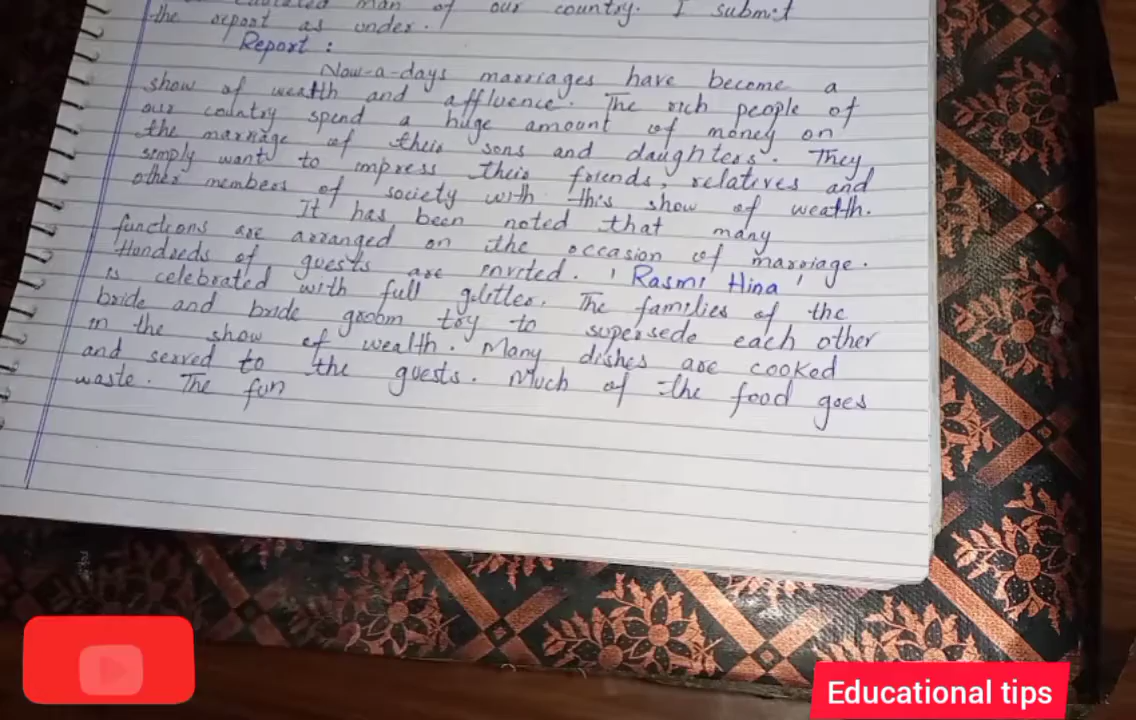 man of our country. I submit
the report as under.
Report :
Now-a-days marriages have become a
show of wealth and affluence. The rich people of
our country spend a huge amount of money on
the marriage of their sons and daughters. They
simply want to impress their friends, relatives and
other members of society with this show of wealth.
It has been noted that many
functions are arranged on the occasion of marriage.
Hundreds of guests are invited. 'Rasmi Hina'
is celebrated with full glitter. The families of the
bride and bride groom try to supersede each other
in the show of wealth. Many dishes are cooked
and served to the guests. Much of the food goes
waste. The fun
Educational tips